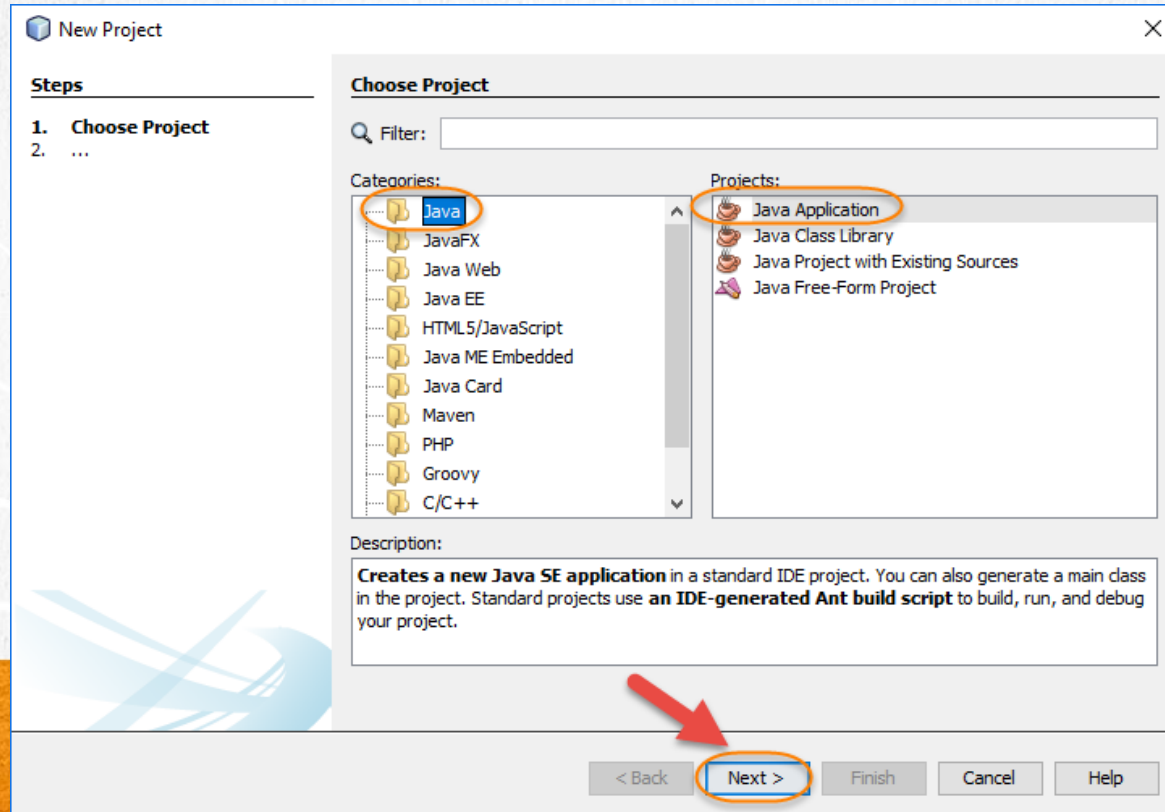 New Project
Steps
1. Choose Project
2. ...
Choose Project
Filter:
Categories:
Java
JavaFX
Java Web
Java EE
HTML5/JavaScript
Java ME Embedded
Java Card
Maven
PHP
Groovy
C/C++
Projects:
Java Application
Java Class Library
Java Project with Existing Sources
Java Free-Form Project
Description:
Creates a new Java SE application in a standard IDE project. You can also generate a main class
in the project. Standard projects use an IDE-generated Ant build script to build, run, and debug
your project.
< Back
Next >
Finish
Cancel
Help